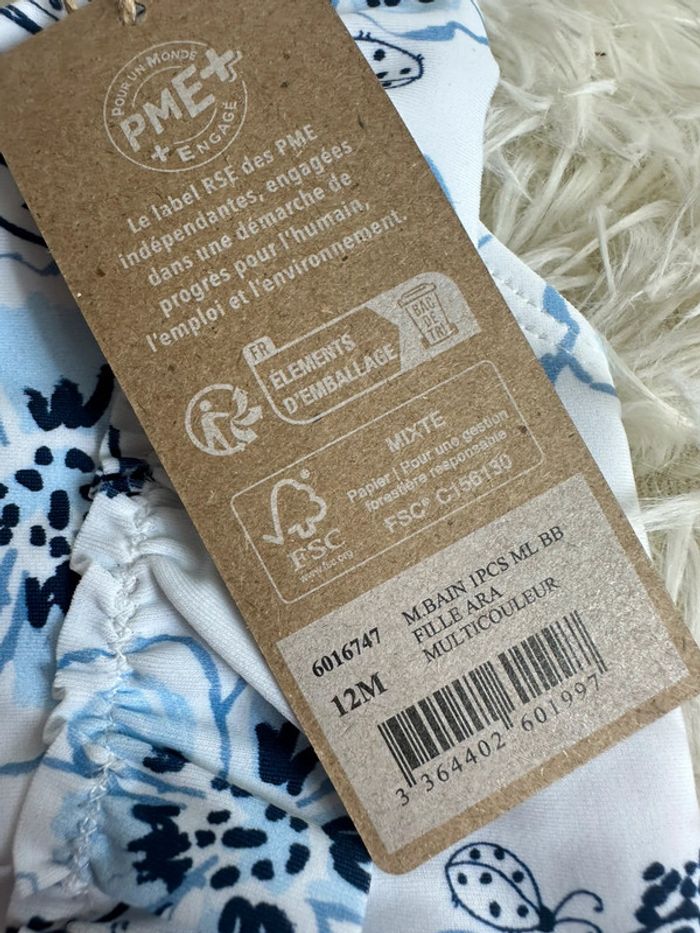 POUR UN MONDE
PME+
+ ENGAGÉ
Le label RSE des PME
indépendantes, engagées
dans une démarche de
progrès pour l'humain,
l'emploi et l'environnement.
FR
ÉLÉMENTS
D'EMBALLAGE
BAC
DE
TRI
MIXTE
Papier | Pour une gestion
forestière responsable
FSC® C156130
FSC
www.fsc.org
6016747
12M
M.BAIN 1PCS ML BB
FILLE ARA
MULTICOULEUR
3 364402 601997